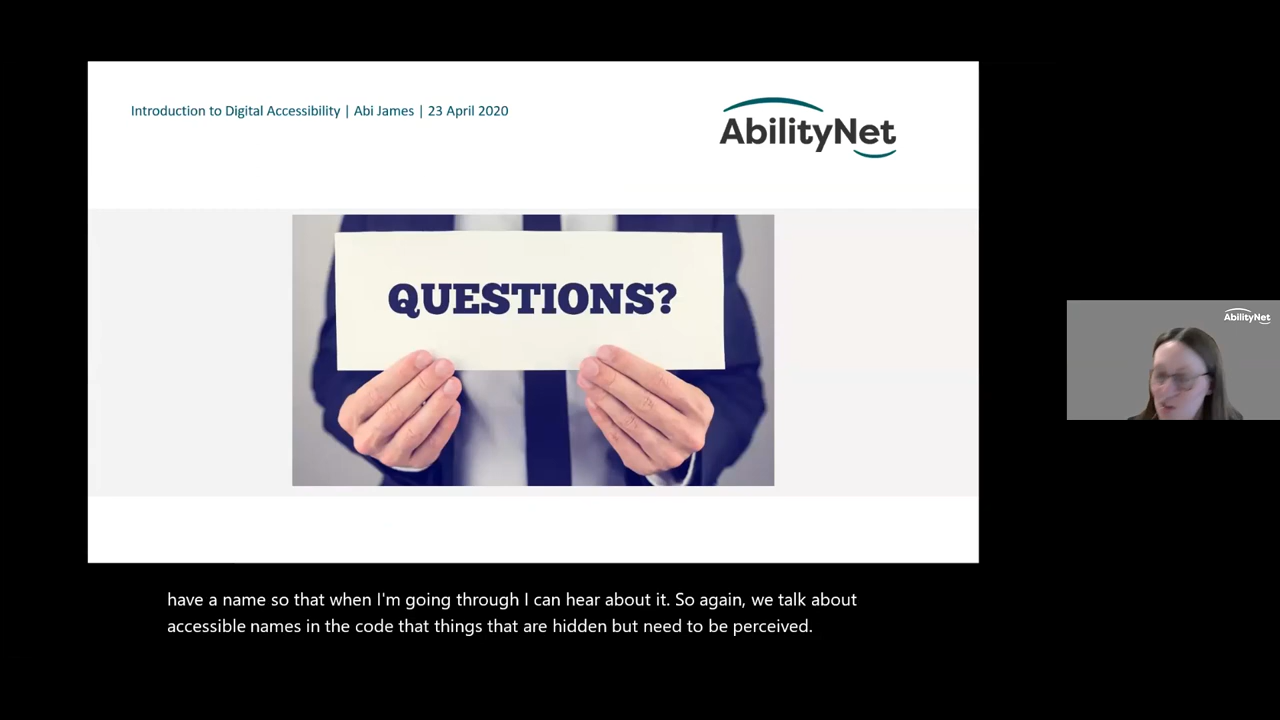 Introduction to Digital Accessibility | Abi James | 23 April 2020
AbilityNet
QUESTIONS?
AbilityNet
have a name so that when I'm going through I can hear about it. So again, we talk about
accessible names in the code that things that are hidden but need to be perceived.